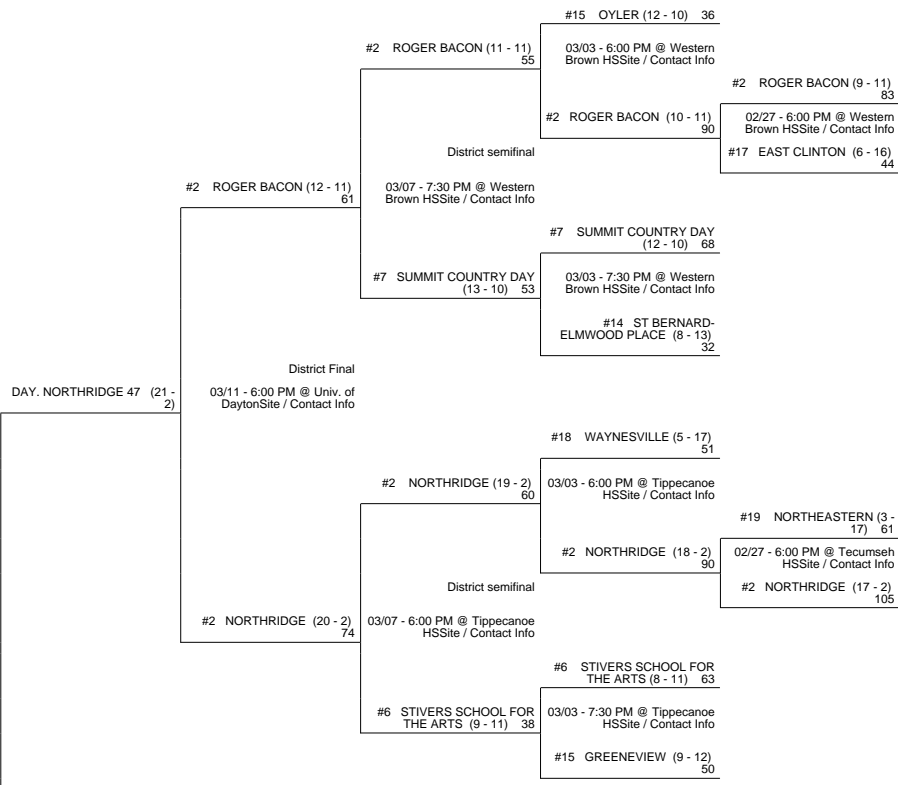 #15 OYLER (12 - 10) 36
03/03 - 6:00 PM @ Western
Brown HSSite / Contact Info
#2 ROGER BACON (11 - 11)
55
#2 ROGER BACON (9 - 11)
83
#2 ROGER BACON (10 - 11)
90
02/27 - 6:00 PM @ Western
Brown HSSite / Contact Info
#17 EAST CLINTON (6 - 16)
44
District semifinal
03/07 - 7:30 PM @ Western
Brown HSSite / Contact Info
#2 ROGER BACON (12 - 11)
61
#7 SUMMIT COUNTRY DAY
(12 - 10) 68
03/03 - 7:30 PM @ Western
Brown HSSite / Contact Info
#7 SUMMIT COUNTRY DAY
(13 - 10) 53
#14 ST BERNARD-
ELMWOOD PLACE (8 - 13)
32
District Final
03/11 - 6:00 PM @ Univ. of
DaytonSite / Contact Info
DAY. NORTHRIDGE 47 (21 -
2)
#18 WAYNESVILLE (5 - 17)
51
#2 NORTHRIDGE (19 - 2)
60
03/03 - 6:00 PM @ Tippecanoe
HSSite / Contact Info
#19 NORTHEASTERN (3 -
17) 61
#2 NORTHRIDGE (18 - 2)
90
02/27 - 6:00 PM @ Tecumseh
HSSite / Contact Info
#2 NORTHRIDGE (17 - 2)
105
District semifinal
03/07 - 6:00 PM @ Tippecanoe
HSSite / Contact Info
#2 NORTHRIDGE (20 - 2)
74
#6 STIVERS SCHOOL FOR
THE ARTS (8 - 11) 63
03/03 - 7:30 PM @ Tippecanoe
HSSite / Contact Info
#6 STIVERS SCHOOL FOR
THE ARTS (9 - 11) 38
#15 GREENEVIEW (9 - 12)
50